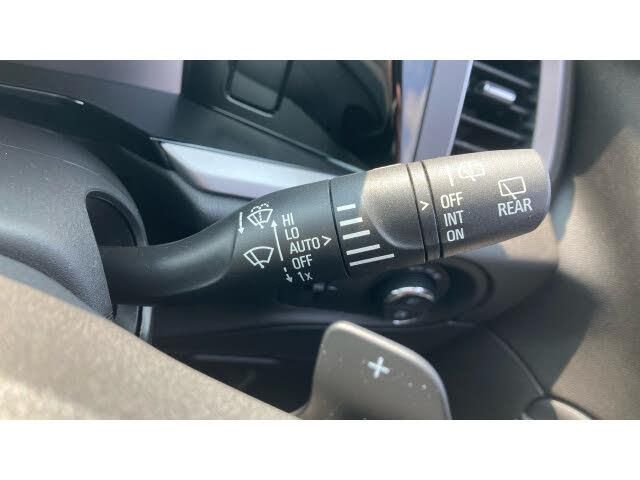 HI
LO
AUTO >
OFF
1x
> OFF
INT
ON
REAR
+